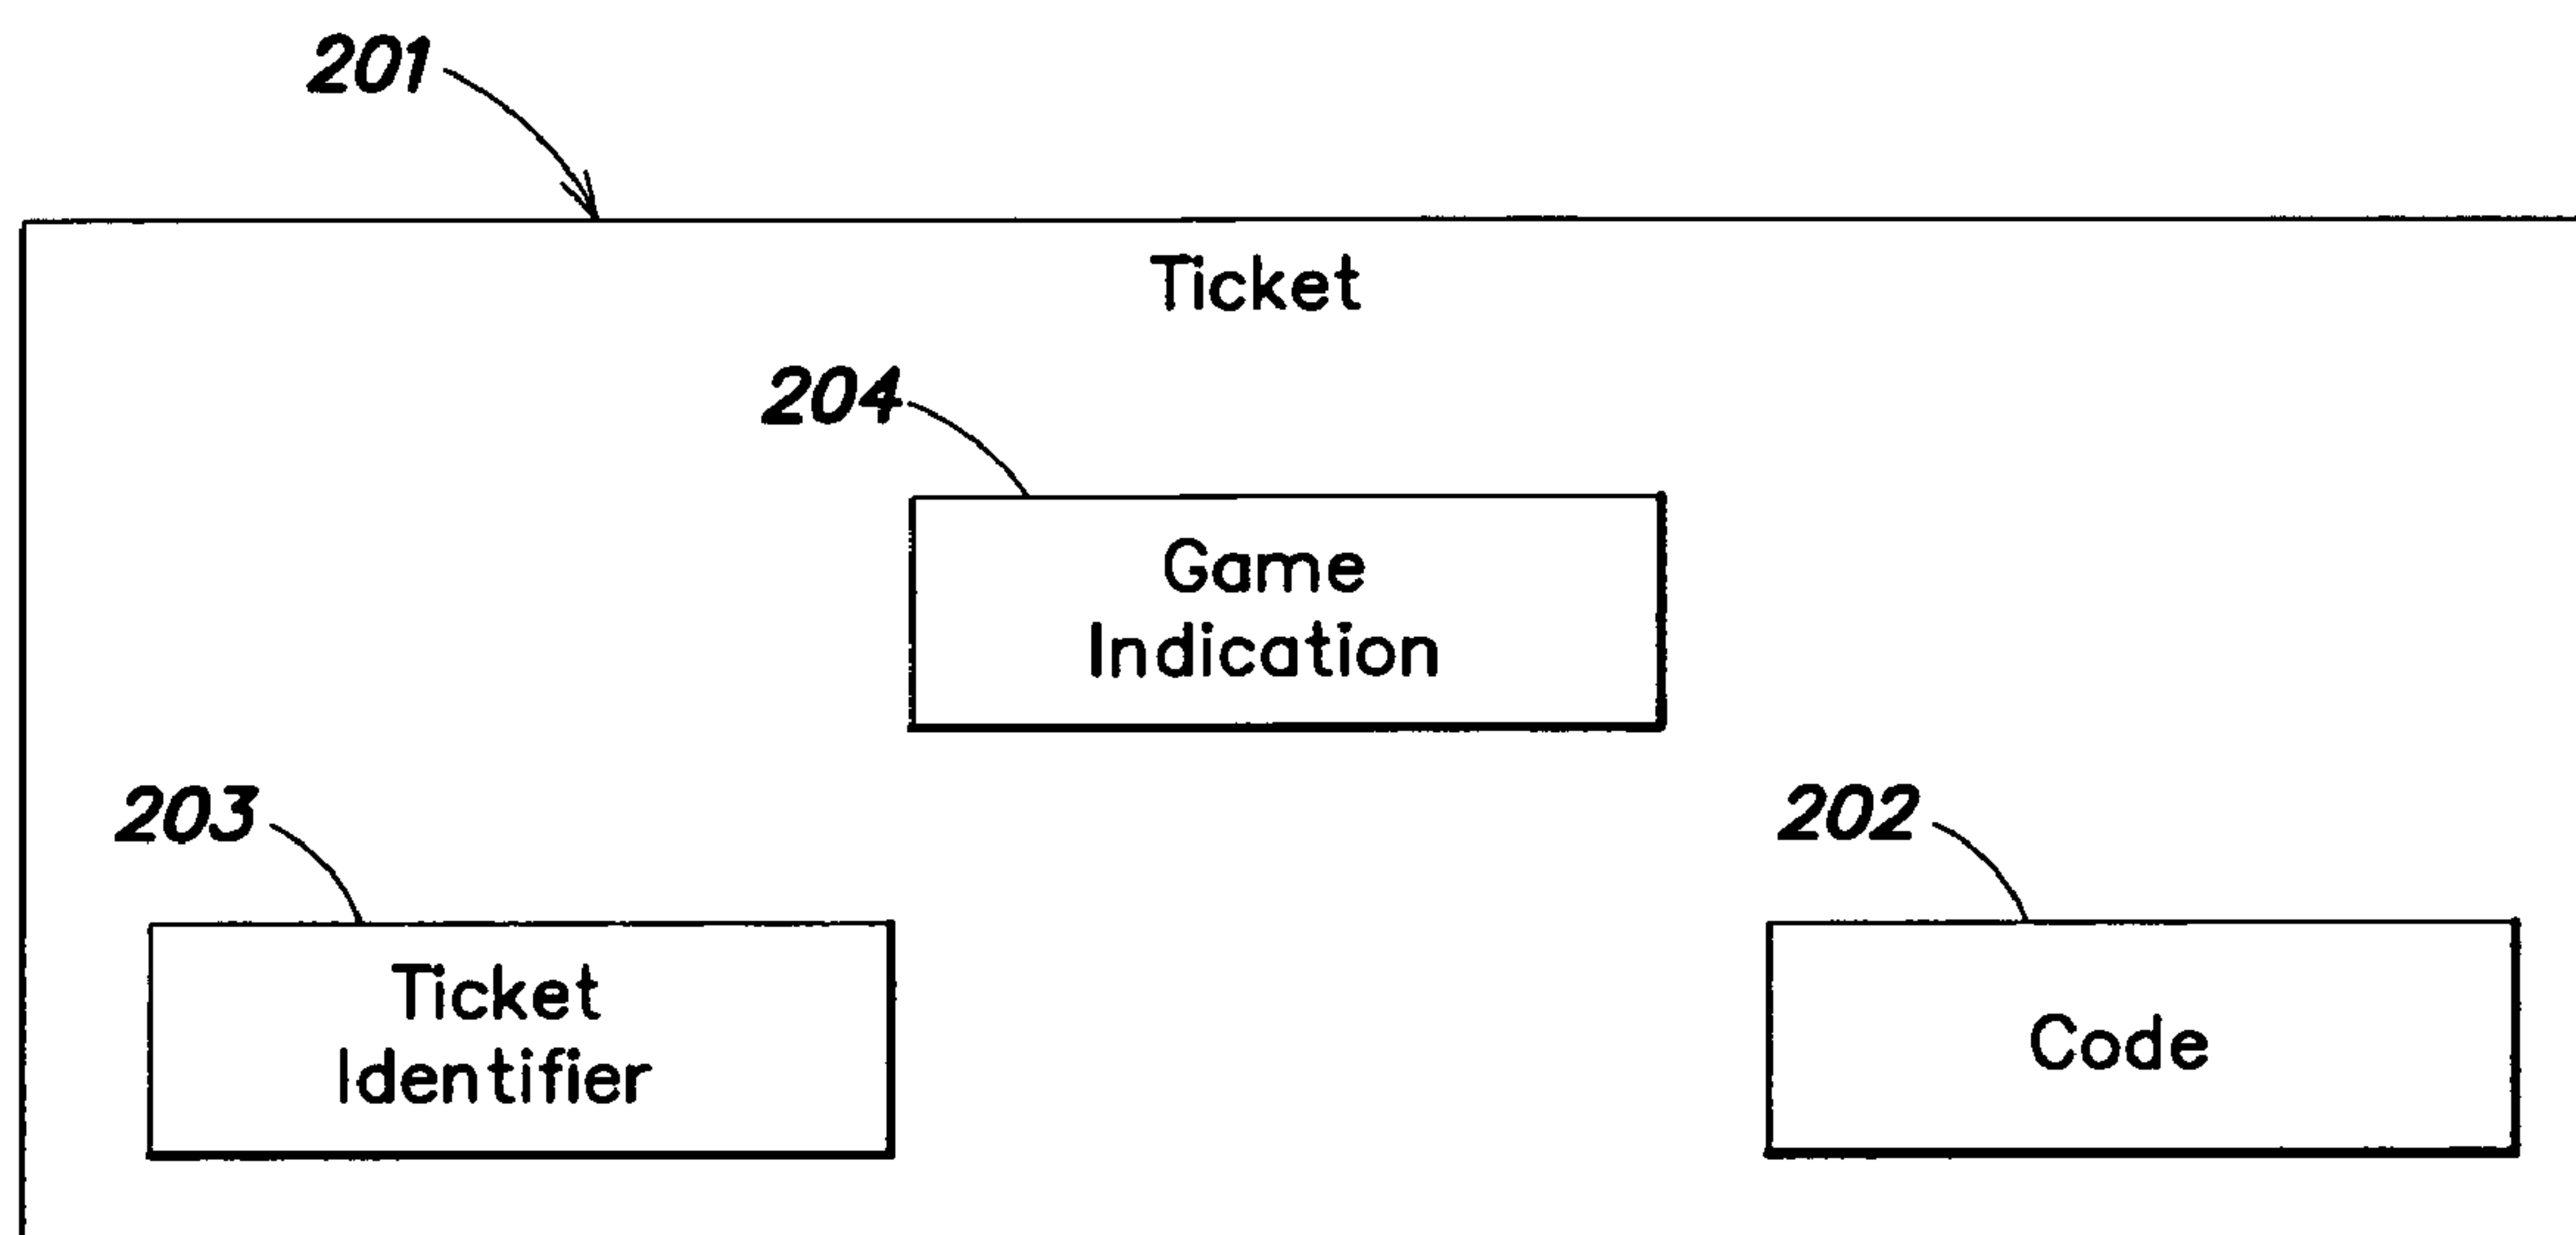 201
Ticket
204
Game
Indication
203
202
Ticket
Identifier
Code